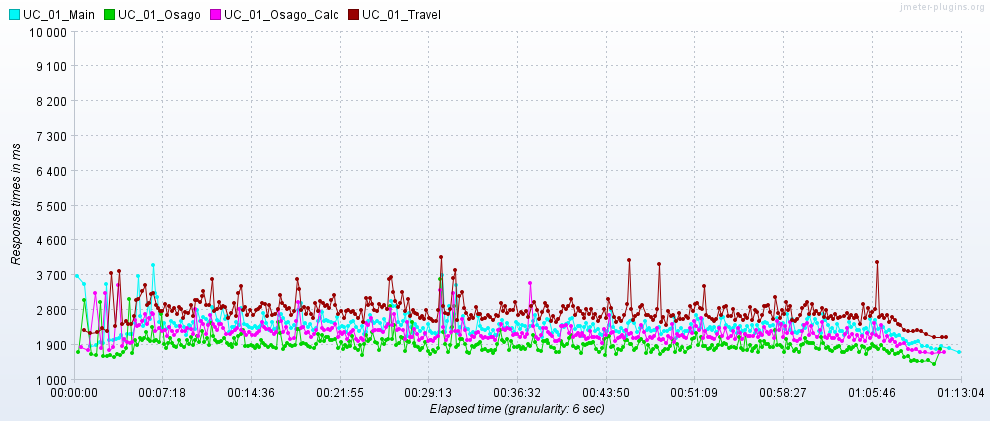 UC_01_Main UC_01_Osago UC_01_Osago_Calc UC_01_Travel
jmeter-plugins.org
10 000
9 100
8 200
7 300
6 400
5 500
4 600
3 700
2 800
1 900
1 000
Response times in ms
00:00:00 00:07:18 00:14:36 00:21:55 00:29:13 00:36:32 00:43:50 00:51:09 00:58:27 01:05:46 01:13:04
Elapsed time (granularity: 6 sec)